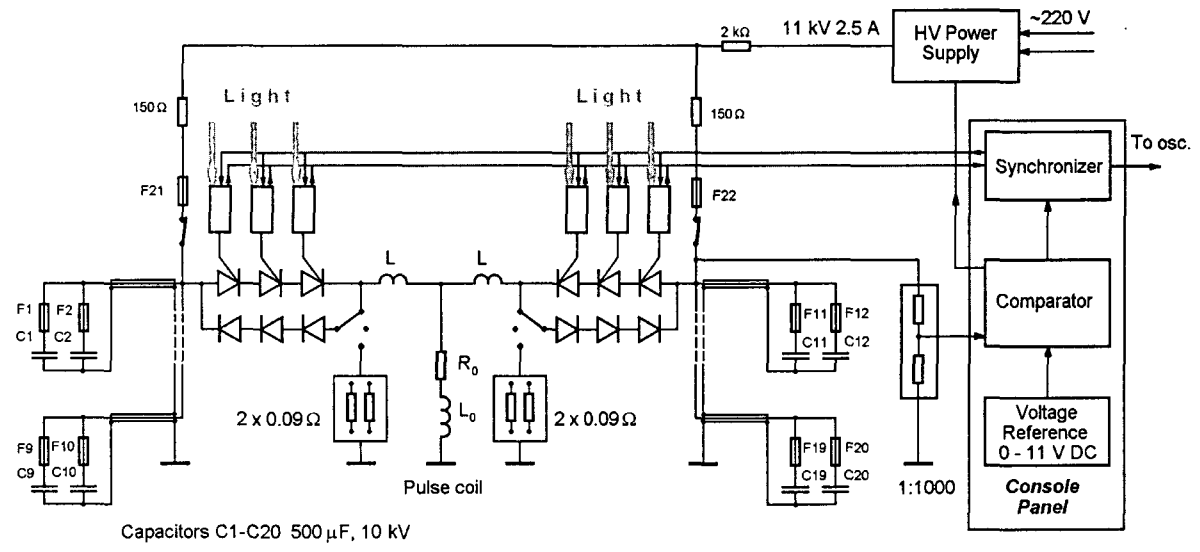 2 kΩ
11 kV 2.5 A
HV Power
Supply
~220 V
150 Ω
Light
Light
150 Ω
To osc.
Synchronizer
F21
F22
L
L
F1
F2
C1
C2
F11
F12
C11
C12
Comparator
R₀
L₀
2 x 0.09 Ω
2 x 0.09 Ω
F9
F10
C9
C10
F19
F20
C19
C20
Voltage
Reference
0 - 11 V DC
Pulse coil
1:1000
Console
Panel
Capacitors C1-C20 500 μF, 10 kV